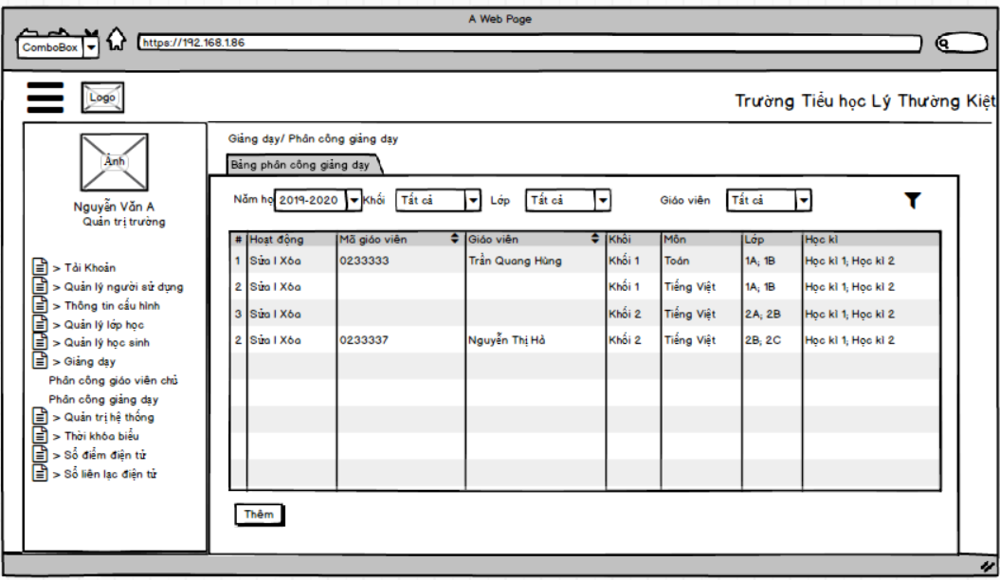 A Web Page
ComboBox
https://192.168.1.86
Logo
Trường Tiểu học Lý Thường Kiệt
Ảnh
Nguyễn Văn A
Quản trị trường
> Tài Khoản
> Quản lý người sử dụng
> Thông tin cấu hình
> Quản lý lớp học
> Quản lý học sinh
> Giảng dạy
Phân công giáo viên chủ
Phân công giảng dạy
> Quản trị hệ thống
> Thời khóa biểu
> Sổ điểm điện tử
> Sổ liên lạc điện tử
Giảng dạy/ Phân công giảng dạy
Bảng phân công giảng dạy
Năm họ 2019-2020 Khối Tất cả Lớp Tất cả Giáo viên Tất cả
# Hoạt động Mã giáo viên Giáo viên Khối Môn Lớp Học kì
1 Sửa I Xóa 0233333 Trần Quang Hùng Khối 1 Toán 1A; 1B Học kì 1; Học kì 2
2 Sửa I Xóa Khối 1 Tiếng Việt 1A; 1B Học kì 1; Học kì 2
3 Sửa I Xóa Khối 2 Tiếng Việt 2A; 2B Học kì 1; Học kì 2
2 Sửa I Xóa 0233337 Nguyễn Thị Hà Khối 2 Tiếng Việt 2B; 2C Học kì 1; Học kì 2
Thêm